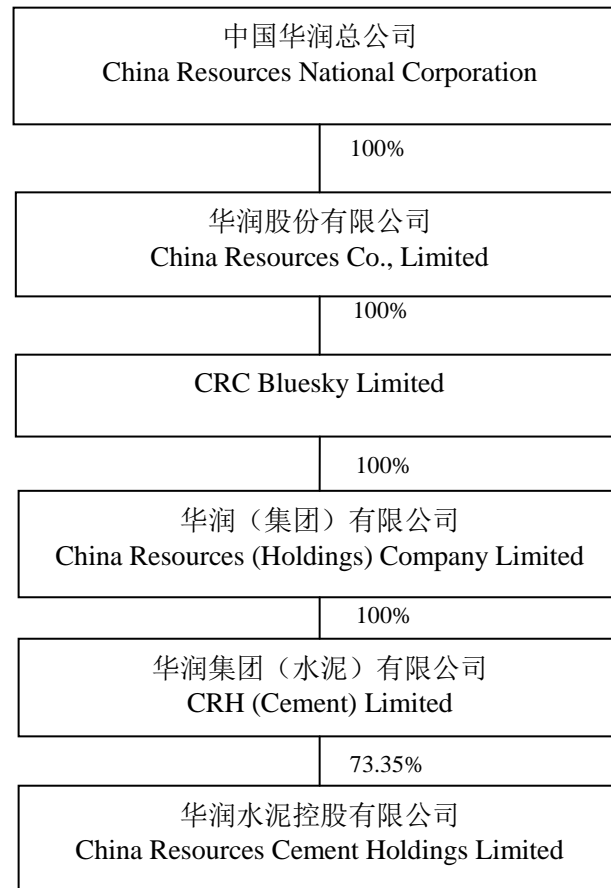 中国华润总公司
China Resources National Corporation
100%
华润股份有限公司
China Resources Co., Limited
100%
CRC Bluesky Limited
100%
华润（集团）有限公司
China Resources (Holdings) Company Limited
100%
华润集团（水泥）有限公司
CRH (Cement) Limited
73.35%
华润水泥控股有限公司
China Resources Cement Holdings Limited